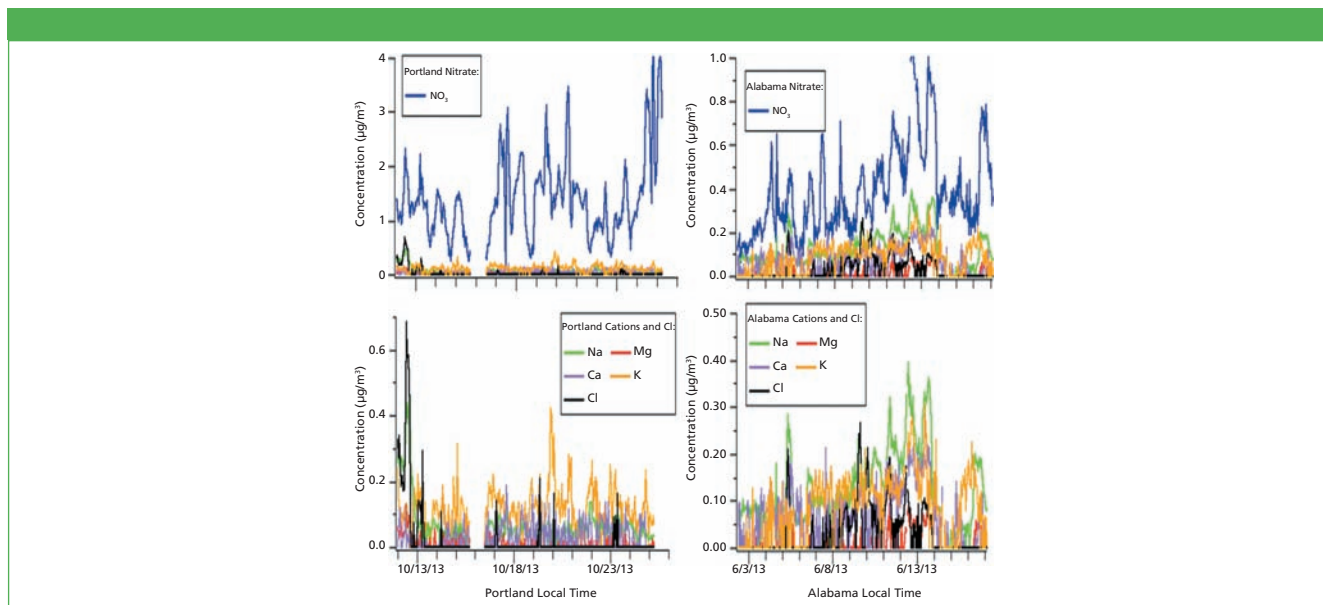 4
3
2
1
0
Concentration (µg/m³)
Portland Nitrate:
NO₃
1.0
0.8
0.6
0.4
0.2
0.0
Concentration (µg/m³)
Alabama Nitrate:
NO₃
0.6
0.4
0.2
0.0
Concentration (µg/m³)
Portland Cations and Cl:
Na Mg
Ca K
Cl
10/13/13 10/18/13 10/23/13
Portland Local Time
0.50
0.40
0.30
0.20
0.10
0.00
Concentration (µg/m³)
Alabama Cations and Cl:
Na Mg
Ca K
Cl
6/3/13 6/8/13 6/13/13
Alabama Local Time